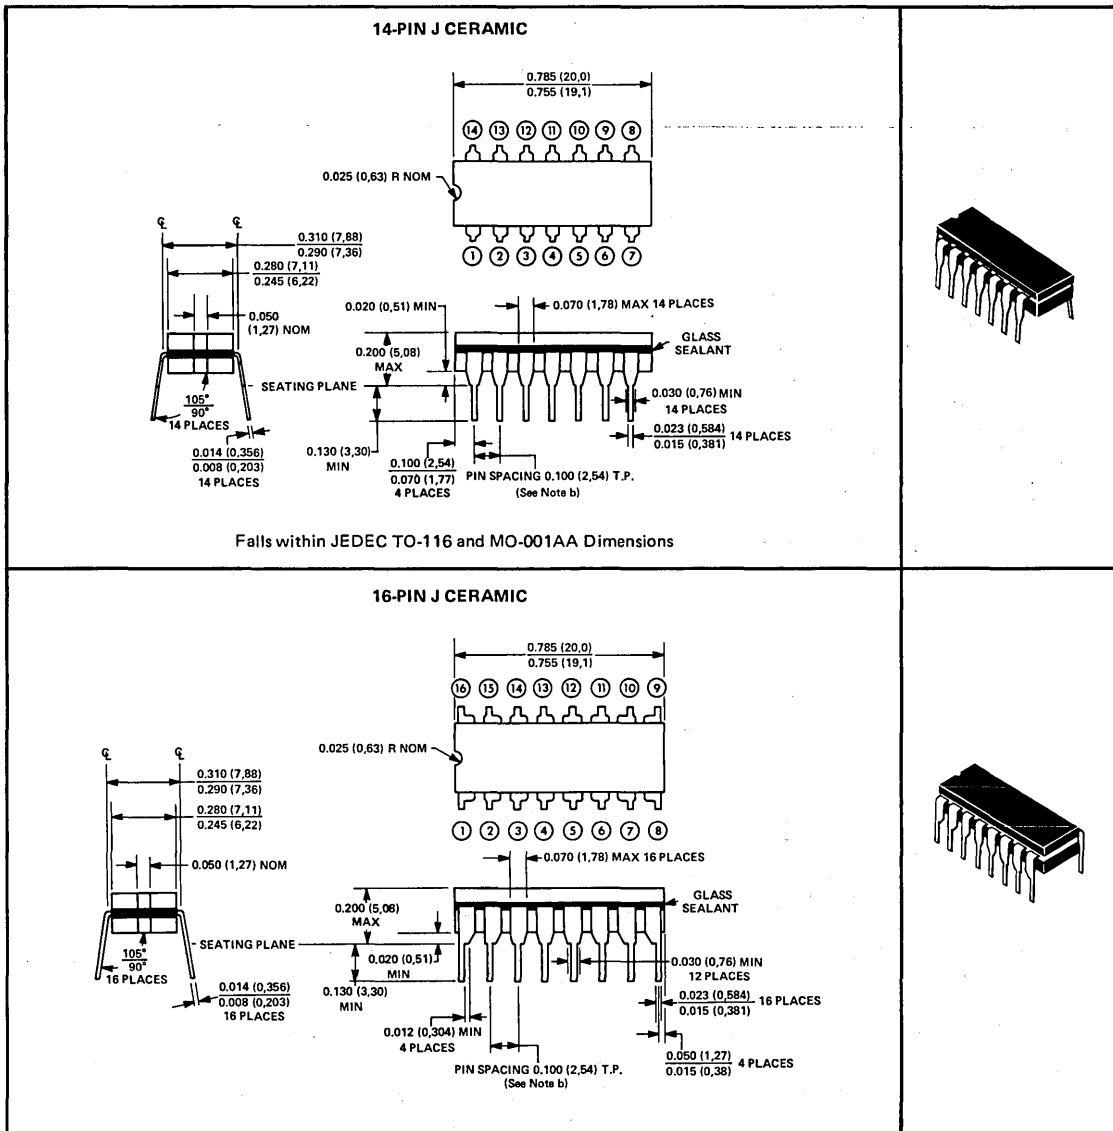 14-PIN J CERAMIC
0.785 (20,0)
0.755 (19,1)
14 13 12 11 10 9 8
0.025 (0,63) R NOM
1 2 3 4 5 6 7
℄ ℄
0.310 (7,88)
0.290 (7,36)
0.280 (7,11)
0.245 (6,22)
0.050
(1,27) NOM
0.020 (0,51) MIN
0.070 (1,78) MAX 14 PLACES
0.200 (5,08)
MAX
GLASS
SEALANT
SEATING PLANE
105°
90°
14 PLACES
0.030 (0,76) MIN
14 PLACES
0.023 (0,584)
0.015 (0,381)
14 PLACES
0.014 (0,356)
0.008 (0,203)
14 PLACES
0.130 (3,30)
MIN
0.100 (2,54)
0.070 (1,77)
4 PLACES
PIN SPACING 0.100 (2,54) T.P.
(See Note b)
Falls within JEDEC TO-116 and MO-001AA Dimensions
16-PIN J CERAMIC
0.785 (20,0)
0.755 (19,1)
16 15 14 13 12 11 10 9
0.025 (0,63) R NOM
1 2 3 4 5 6 7 8
℄ ℄
0.310 (7,88)
0.290 (7,36)
0.280 (7,11)
0.245 (6,22)
0.050 (1,27) NOM
0.070 (1,78) MAX 16 PLACES
0.200 (5,08)
MAX
GLASS
SEALANT
SEATING PLANE
105°
90°
16 PLACES
0.020 (0,51)
MIN
0.030 (0,76) MIN
12 PLACES
0.130 (3,30)
MIN
0.014 (0,356)
0.008 (0,203)
16 PLACES
0.023 (0,584)
0.015 (0,381)
16 PLACES
0.012 (0,304) MIN
4 PLACES
0.050 (1,27)
0.015 (0,38)
4 PLACES
PIN SPACING 0.100 (2,54) T.P.
(See Note b)